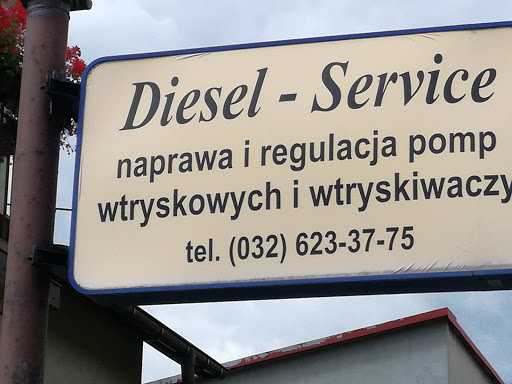 Diesel - Service
naprawa i regulacja pomp
wtryskowych i wtryskiwaczy
tel. (032) 623-37-75